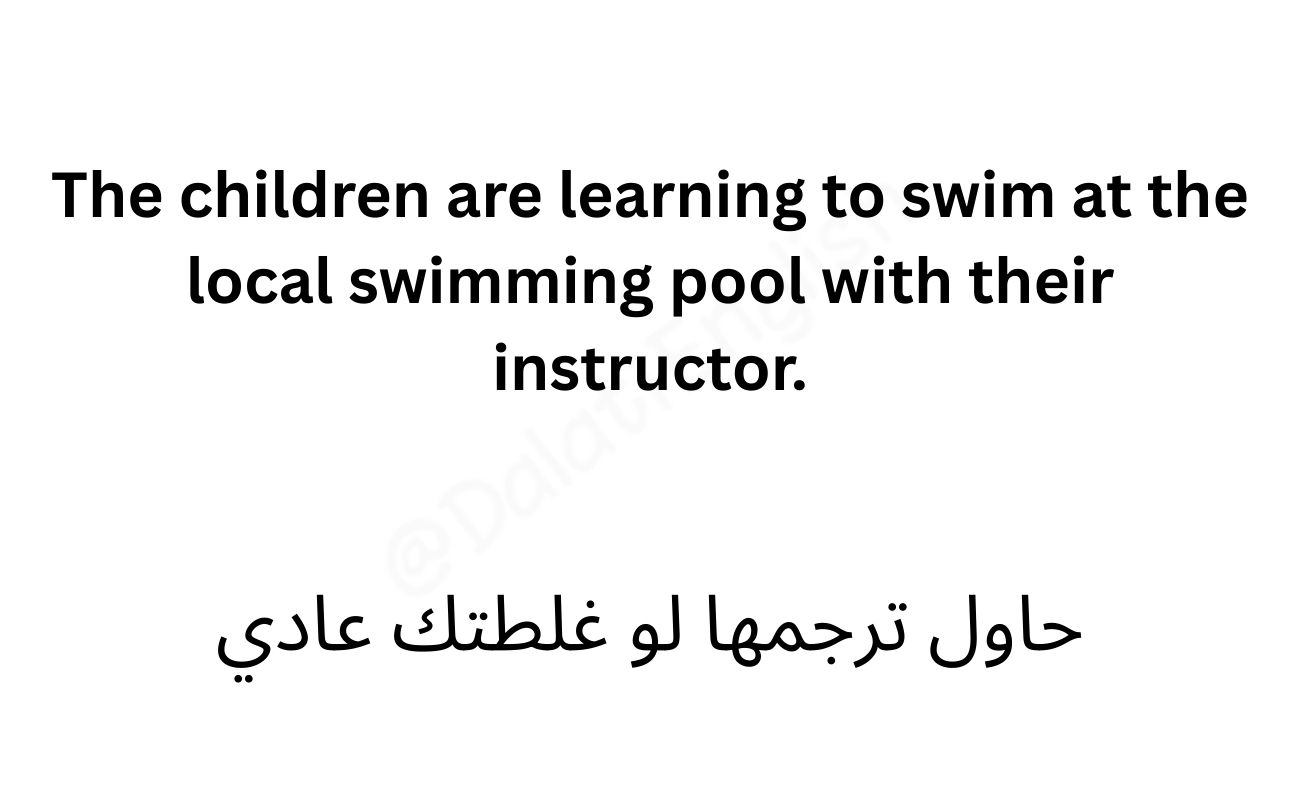 The children are learning to swim at the
local swimming pool with their
instructor.
@DalatEnglish
حاول ترجمها لو غلطتك عادي